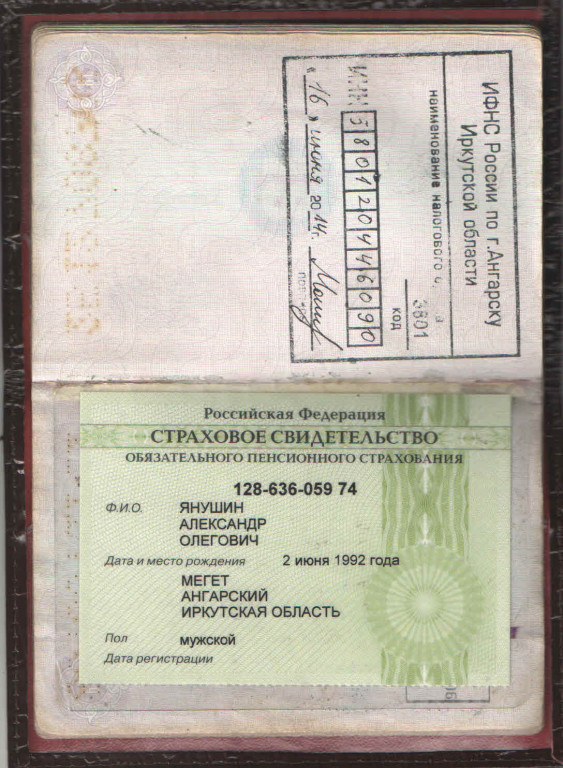 ИФНС России по г.Ангарску
Иркутской области
наименование налогового
3801
код
ИНН 380120446090
«16» июня 2014г.
Российская Федерация
СТРАХОВОЕ СВИДЕТЕЛЬСТВО
ОБЯЗАТЕЛЬНОГО ПЕНСИОННОГО СТРАХОВАНИЯ
128-636-059 74
Ф.И.О. ЯНУШИН
АЛЕКСАНДР
ОЛЕГОВИЧ
Дата и место рождения 2 июня 1992 года
МЕГЕТ
АНГАРСКИЙ
ИРКУТСКАЯ ОБЛАСТЬ
Пол мужской
Дата регистрации